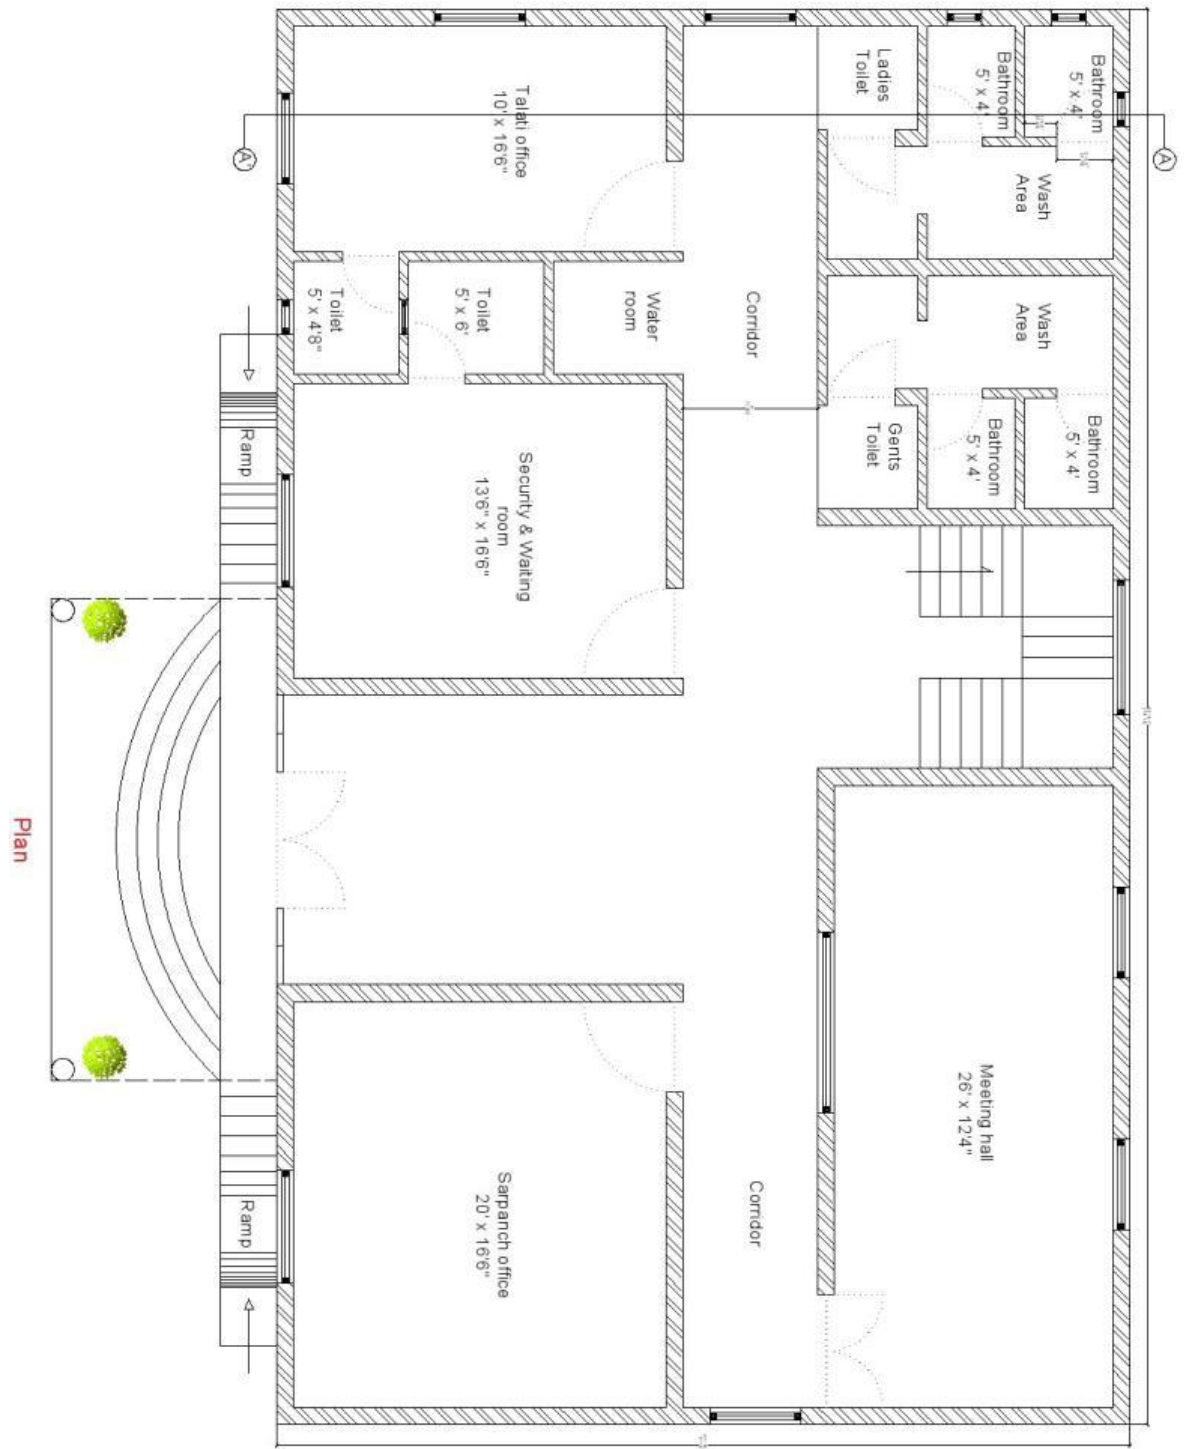 A
Bathroom
5' x 4'
Bathroom
5' x 4'
Wash
Area
Wash
Area
Bathroom
5' x 4'
Bathroom
5' x 4'
Meeting hall
26' x 12'4"
Ladies
Toilet
Gents
Toilet
Corridor
Corridor
Water
room
Talati office
10' x 16'6"
Toilet
5' x 6'
Security & Waiting
room
13'6" x 16'6"
Sarpanch office
20' x 16'6"
Toilet
5' x 4'8"
A'
Ramp
Ramp
Plan